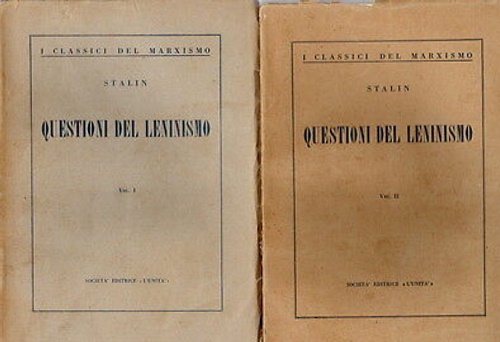 I CLASSICI DEL MARXISMO
STALIN
QUESTIONI DEL LENINISMO
Vol. I
SOCIETA' EDITRICE «L'UNITA'»
I CLASSICI DEL MARXISMO
STALIN
QUESTIONI DEL LENINISMO
Vol. II
SOCIETA' EDITRICE «L'UNITA'»